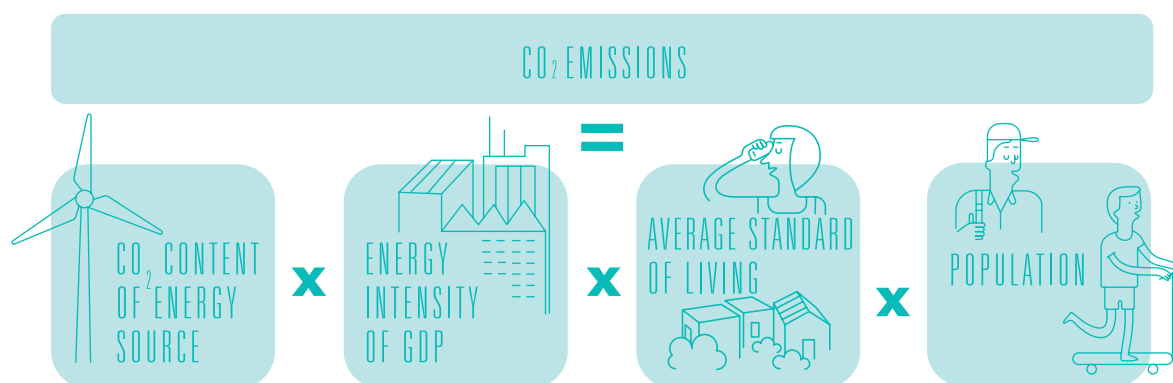 CO₂ EMISSIONS
=
CO₂ CONTENT
OF ENERGY
SOURCE
x
ENERGY
INTENSITY
OF GDP
x
AVERAGE STANDARD
OF LIVING
x
POPULATION